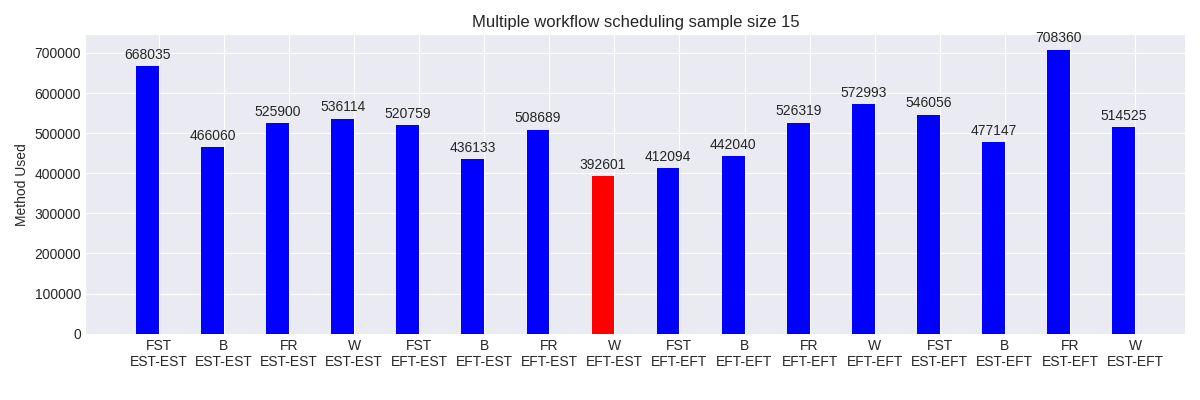 Multiple workflow scheduling sample size 15
Method Used
700000
600000
500000
400000
300000
200000
100000
0
668035
466060
525900
536114
520759
436133
508689
392601
412094
442040
526319
572993
546056
477147
708360
514525
FST
EST-EST
B
EST-EST
FR
EST-EST
W
EST-EST
FST
EFT-EST
B
EFT-EST
FR
EFT-EST
W
EFT-EST
FST
EFT-EFT
B
EFT-EFT
FR
EFT-EFT
W
EFT-EFT
FST
EST-EFT
B
EST-EFT
FR
EST-EFT
W
EST-EFT